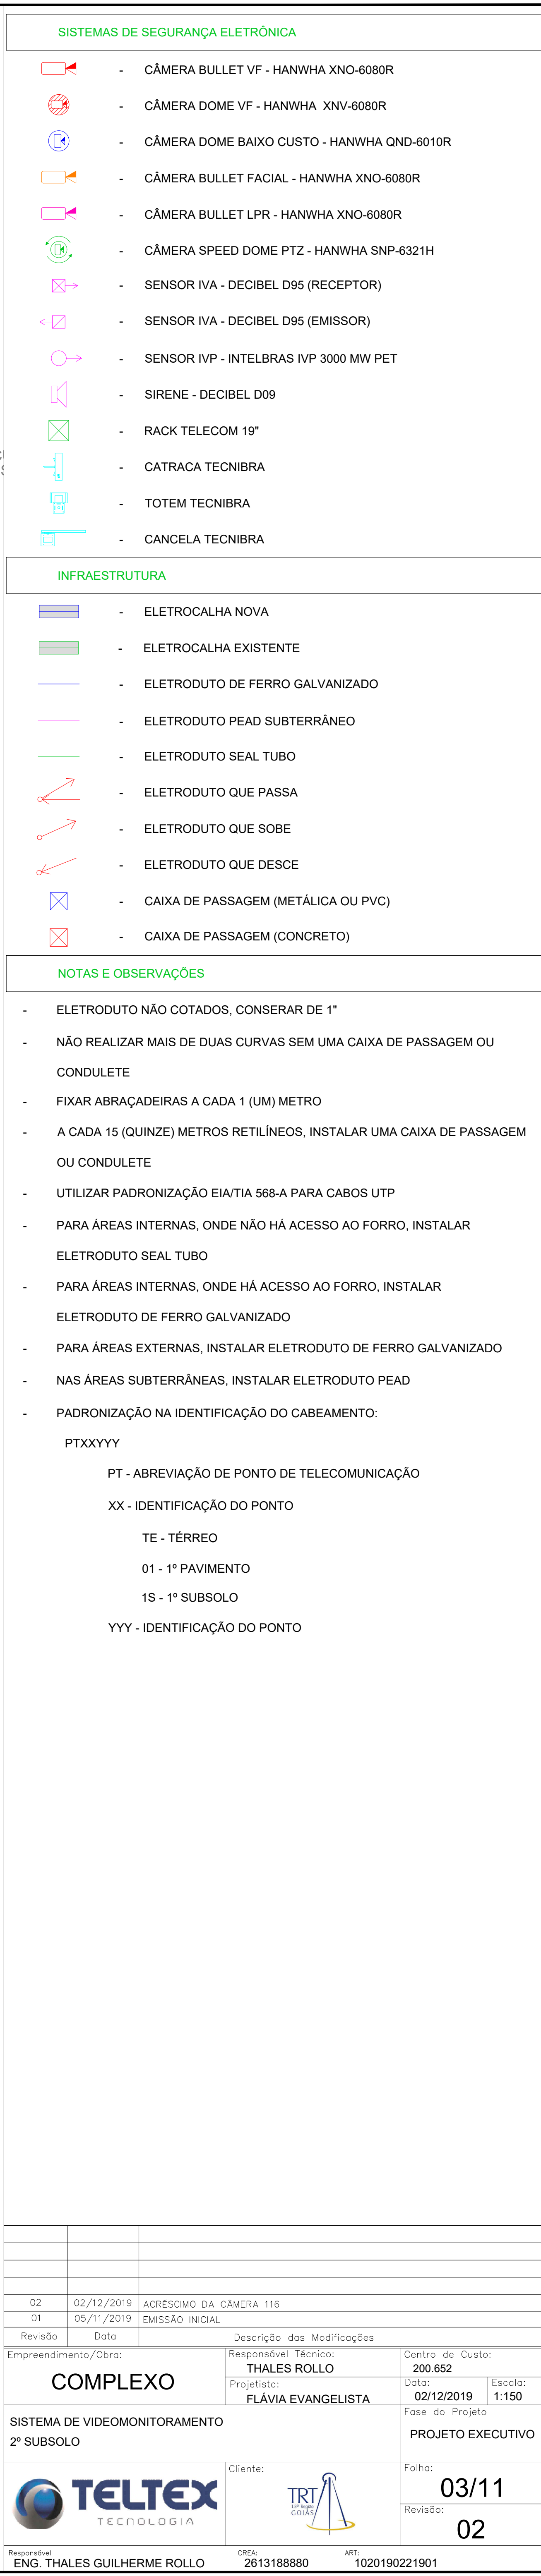 SISTEMAS DE SEGURANÇA ELETRÔNICA
- CÂMERA BULLET VF - HANWHA XNO-6080R
- CÂMERA DOME VF - HANWHA XNV-6080R
- CÂMERA DOME BAIXO CUSTO - HANWHA QND-6010R
- CÂMERA BULLET FACIAL - HANWHA XNO-6080R
- CÂMERA BULLET LPR - HANWHA XNO-6080R
- CÂMERA SPEED DOME PTZ - HANWHA SNP-6321H
- SENSOR IVA - DECIBEL D95 (RECEPTOR)
- SENSOR IVA - DECIBEL D95 (EMISSOR)
- SENSOR IVP - INTELBRAS IVP 3000 MW PET
- SIRENE - DECIBEL D09
- RACK TELECOM 19"
- CATRACA TECNIBRA
- TOTEM TECNIBRA
- CANCELA TECNIBRA
INFRAESTRUTURA
- ELETROCALHA NOVA
- ELETROCALHA EXISTENTE
- ELETRODUTO DE FERRO GALVANIZADO
- ELETRODUTO PEAD SUBTERRÂNEO
- ELETRODUTO SEAL TUBO
- ELETRODUTO QUE PASSA
- ELETRODUTO QUE SOBE
- ELETRODUTO QUE DESCE
- CAIXA DE PASSAGEM (METÁLICA OU PVC)
- CAIXA DE PASSAGEM (CONCRETO)
NOTAS E OBSERVAÇÕES
- ELETRODUTO NÃO COTADOS, CONSERAR DE 1"
- NÃO REALIZAR MAIS DE DUAS CURVAS SEM UMA CAIXA DE PASSAGEM OU
CONDULETE
- FIXAR ABRAÇADEIRAS A CADA 1 (UM) METRO
- A CADA 15 (QUINZE) METROS RETILÍNEOS, INSTALAR UMA CAIXA DE PASSAGEM
OU CONDULETE
- UTILIZAR PADRONIZAÇÃO EIA/TIA 568-A PARA CABOS UTP
- PARA ÁREAS INTERNAS, ONDE NÃO HÁ ACESSO AO FORRO, INSTALAR
ELETRODUTO SEAL TUBO
- PARA ÁREAS INTERNAS, ONDE HÁ ACESSO AO FORRO, INSTALAR
ELETRODUTO DE FERRO GALVANIZADO
- PARA ÁREAS EXTERNAS, INSTALAR ELETRODUTO DE FERRO GALVANIZADO
- NAS ÁREAS SUBTERRÂNEAS, INSTALAR ELETRODUTO PEAD
- PADRONIZAÇÃO NA IDENTIFICAÇÃO DO CABEAMENTO:
PTXXYYY
PT - ABREVIAÇÃO DE PONTO DE TELECOMUNICAÇÃO
XX - IDENTIFICAÇÃO DO PONTO
TE - TÉRREO
01 - 1º PAVIMENTO
1S - 1º SUBSOLO
YYY - IDENTIFICAÇÃO DO PONTO
02 02/12/2019 ACRÉSCIMO DA CÂMERA 116
01 05/11/2019 EMISSÃO INICIAL
Revisão Data Descrição das Modificações
Empreendimento/Obra:
COMPLEXO
Responsável Técnico:
THALES ROLLO
Centro de Custo:
200.652
Projetista:
FLÁVIA EVANGELISTA
Data:
02/12/2019
Escala:
1:150
SISTEMA DE VIDEOMONITORAMENTO
2º SUBSOLO
Fase do Projeto
PROJETO EXECUTIVO
TELTEX
TECNOLOGIA
Cliente:
TRT
18ª Região
GOIÁS
Folha:
03/11
Revisão:
02
Responsável
ENG. THALES GUILHERME ROLLO
CREA:
2613188880
ART:
1020190221901